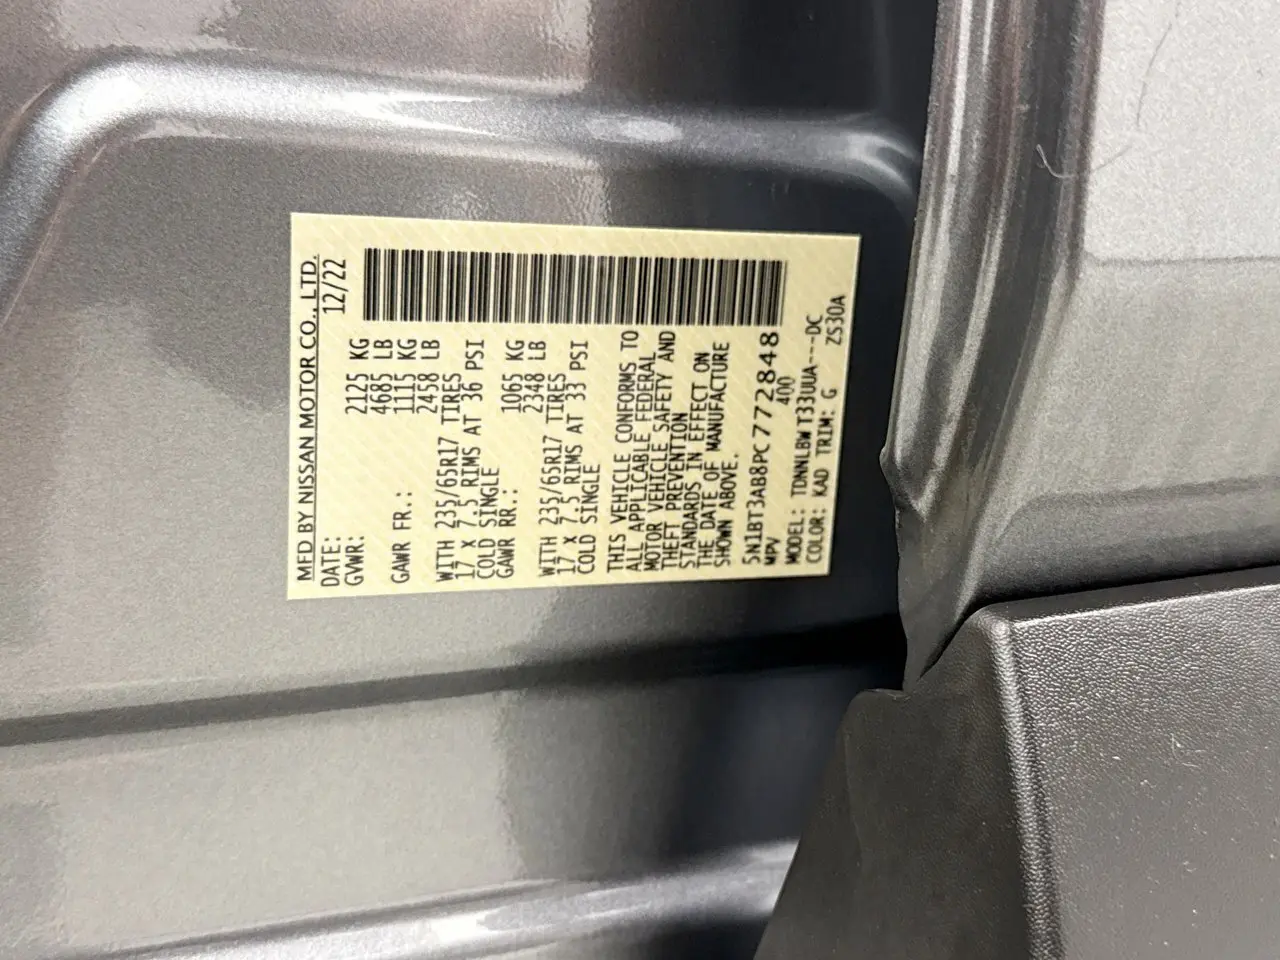 MFD BY NISSAN MOTOR CO., LTD.
DATE: 12/22
GVWR: 2125 KG
4685 LB
GAWR FR.: 1115 KG
2458 LB
WITH 235/65R17 TIRES
17 X 7.5 RIMS AT 36 PSI
COLD SINGLE
GAWR RR.: 1065 KG
2348 LB
WITH 235/65R17 TIRES
17 X 7.5 RIMS AT 33 PSI
COLD SINGLE
THIS VEHICLE CONFORMS TO
ALL APPLICABLE FEDERAL
MOTOR VEHICLE SAFETY AND
THEFT PREVENTION
STANDARDS IN EFFECT ON
THE DATE OF MANUFACTURE
SHOWN ABOVE.
5N1BT3AB8PC772848
MPV 400
MODEL: TDNNLBW T33UUA---DC
COLOR: KAD TRIM: G ZS30A